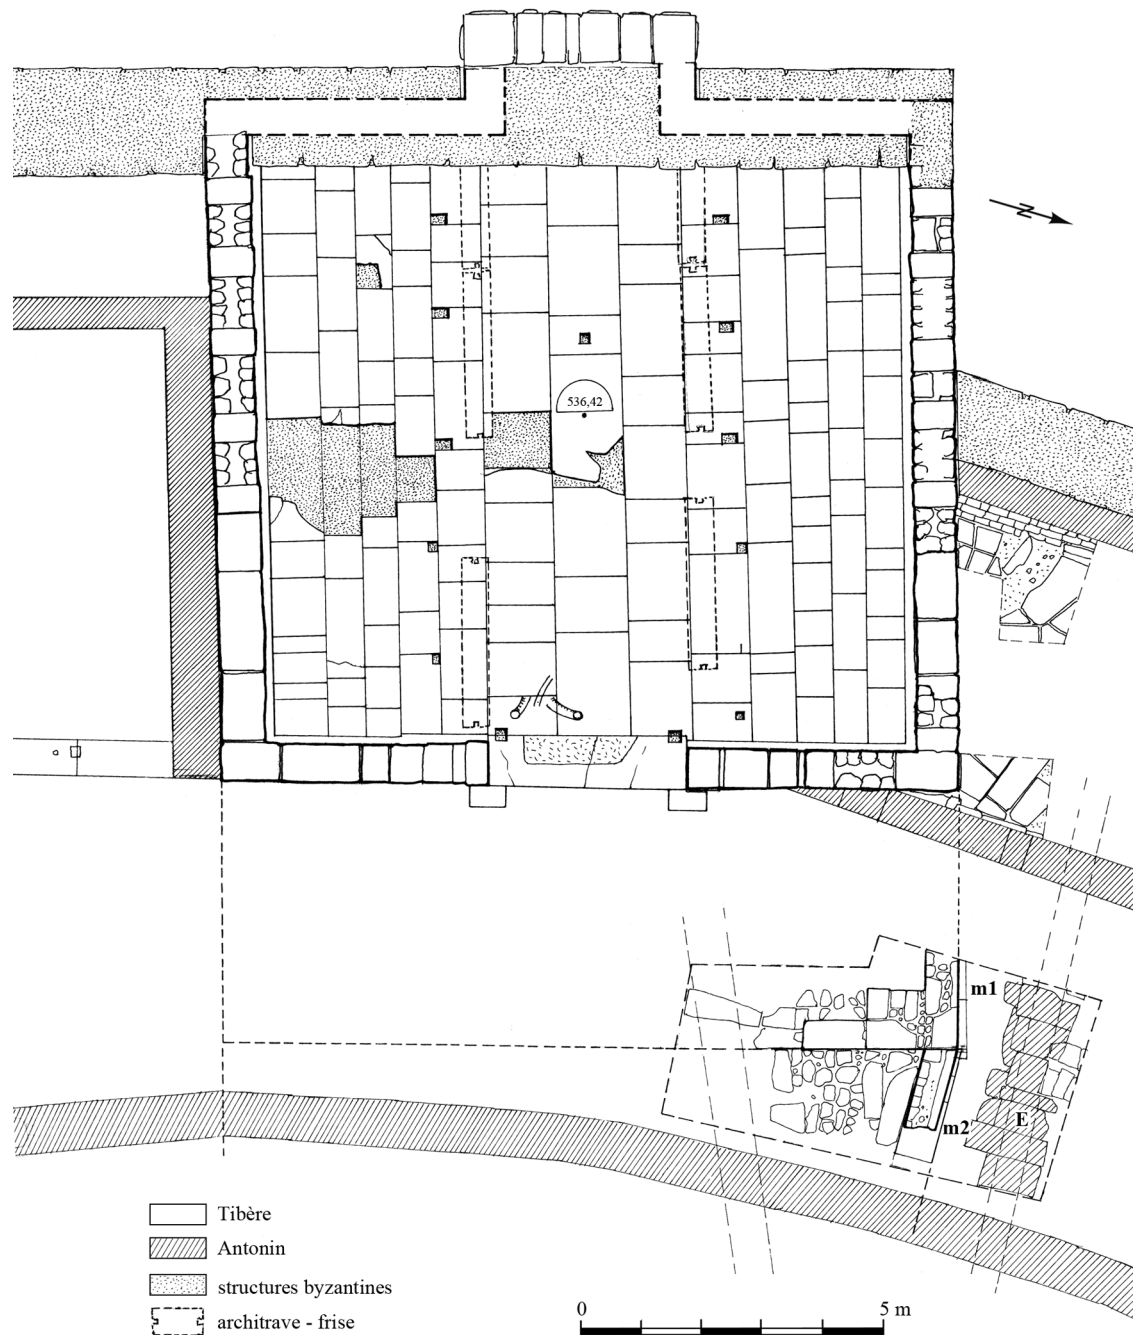 N
536,42
m1
m2
E
Tibère
Antonin
structures byzantines
architrave - frise
0 5 m